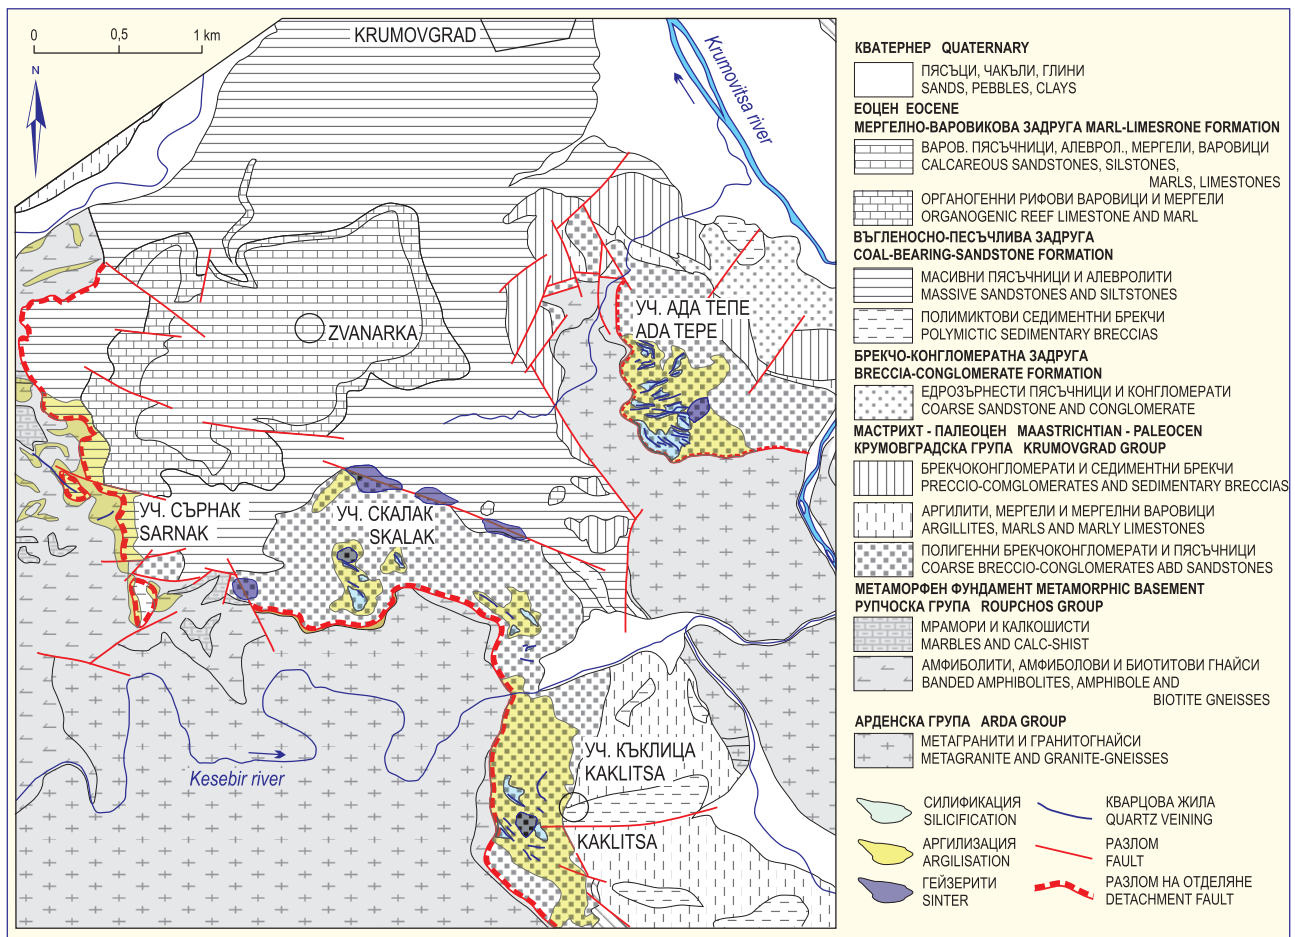 0 0,5 1 km
N
KRUMOVGRAD
Krumovitsa river
ZVANARKA
УЧ. АДА ТЕПЕ
ADA TEPE
УЧ. СЪРНАК
SARNAK
УЧ. СКАЛАК
SKALAK
Kesebir river
УЧ. КЪКЛИЦА
KAKLITSA
KAKLITSA
КВАТЕРНЕР QUATERNARY
ПЯСЪЦИ, ЧАКЪЛИ, ГЛИНИ
SANDS, PEBBLES, CLAYS
ЕОЦЕН EOCENE
МЕРГЕЛНО-ВАРОВИКОВА ЗАДРУГА MARL-LIMESRONE FORMATION
ВАРОВ. ПЯСЪЧНИЦИ, АЛЕВРОЛ., МЕРГЕЛИ, ВАРОВИЦИ
CALCAREOUS SANDSTONES, SILSTONES,
MARLS, LIMESTONES
ОРГАНОГЕННИ РИФОВИ ВАРОВИЦИ И МЕРГЕЛИ
ORGANOGENIC REEF LIMESTONE AND MARL
ВЪГЛЕНОСНО-ПЕСЪЧЛИВА ЗАДРУГА
COAL-BEARING-SANDSTONE FORMATION
МАСИВНИ ПЯСЪЧНИЦИ И АЛЕВРОЛИТИ
MASSIVE SANDSTONES AND SILTSTONES
ПОЛИМИКТОВИ СЕДИМЕНТНИ БРЕКЧИ
POLYMICTIC SEDIMENTARY BRECCIAS
БРЕКЧО-КОНГЛОМЕРАТНА ЗАДРУГА
BRECCIA-CONGLOMERATE FORMATION
ЕДРОЗЪРНЕСТИ ПЯСЪЧНИЦИ И КОНГЛОМЕРАТИ
COARSE SANDSTONE AND CONGLOMERATE
МАСТРИХТ - ПАЛЕОЦЕН MAASTRICHTIAN - PALEOCEN
КРУМОВГРАДСКА ГРУПА KRUMOVGRAD GROUP
БРЕКЧОКОНГЛОМЕРАТИ И СЕДИМЕНТНИ БРЕКЧИ
PRECCIO-COMGLOMERATES AND SEDIMENTARY BRECCIAS
АРГИЛИТИ, МЕРГЕЛИ И МЕРГЕЛНИ ВАРОВИЦИ
ARGILLITES, MARLS AND MARLY LIMESTONES
ПОЛИГЕННИ БРЕКЧОКОНГЛОМЕРАТИ И ПЯСЪЧНИЦИ
COARSE BRECCIO-CONGLOMERATES ABD SANDSTONES
МЕТАМОРФЕН ФУНДАМЕНТ METAMORPHIC BASEMENT
РУПЧОСКА ГРУПА ROUPCHOS GROUP
МРАМОРИ И КАЛКОШИСТИ
MARBLES AND CALC-SHIST
АМФИБОЛИТИ, АМФИБОЛОВИ И БИОТИТОВИ ГНАЙСИ
BANDED AMPHIBOLITES, AMPHIBOLE AND
BIOTITE GNEISSES
АРДЕНСКА ГРУПА ARDA GROUP
МЕТАГРАНИТИ И ГРАНИТОГНАЙСИ
METAGRANITE AND GRANITE-GNEISSES
СИЛИФИКАЦИЯ
SILICIFICATION
КВАРЦОВА ЖИЛА
QUARTZ VEINING
АРГИЛИЗАЦИЯ
ARGILISATION
РАЗЛОМ
FAULT
ГЕЙЗЕРИТИ
SINTER
РАЗЛОМ НА ОТДЕЛЯНЕ
DETACHMENT FAULT